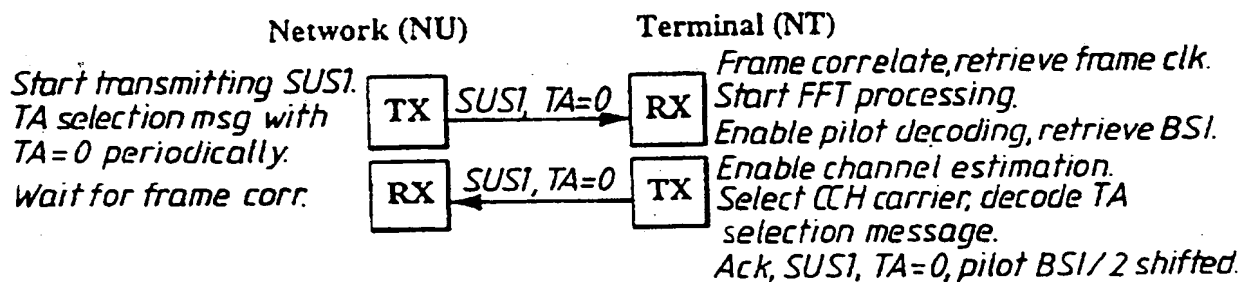 Network (NU)
Terminal (NT)
Start transmitting SUS1.
TA selection msg with
TA=0 periodically.
Wait for frame corr.
TX
SUS1, TA=0
RX
RX
SUS1, TA=0
TX
Frame correlate, retrieve frame clk.
Start FFT processing.
Enable pilot decoding, retrieve BSI.
Enable channel estimation.
Select CCH carrier, decode TA
selection message.
Ack, SUS1, TA=0, pilot BSI/2 shifted.